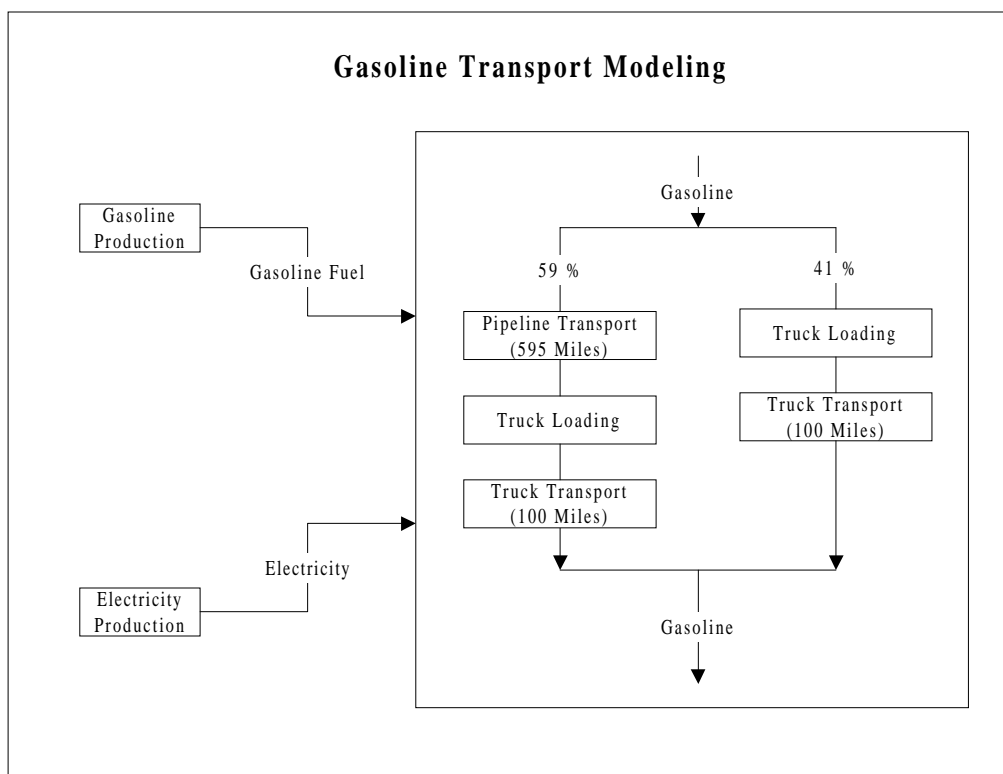 Gasoline Transport Modeling
Gasoline
Gasoline
Production
Gasoline Fuel
59 %
41 %
Pipeline Transport
(595 Miles)
Truck Loading
Truck Loading
Truck Transport
(100 Miles)
Truck Transport
(100 Miles)
Electricity
Electricity
Production
Gasoline